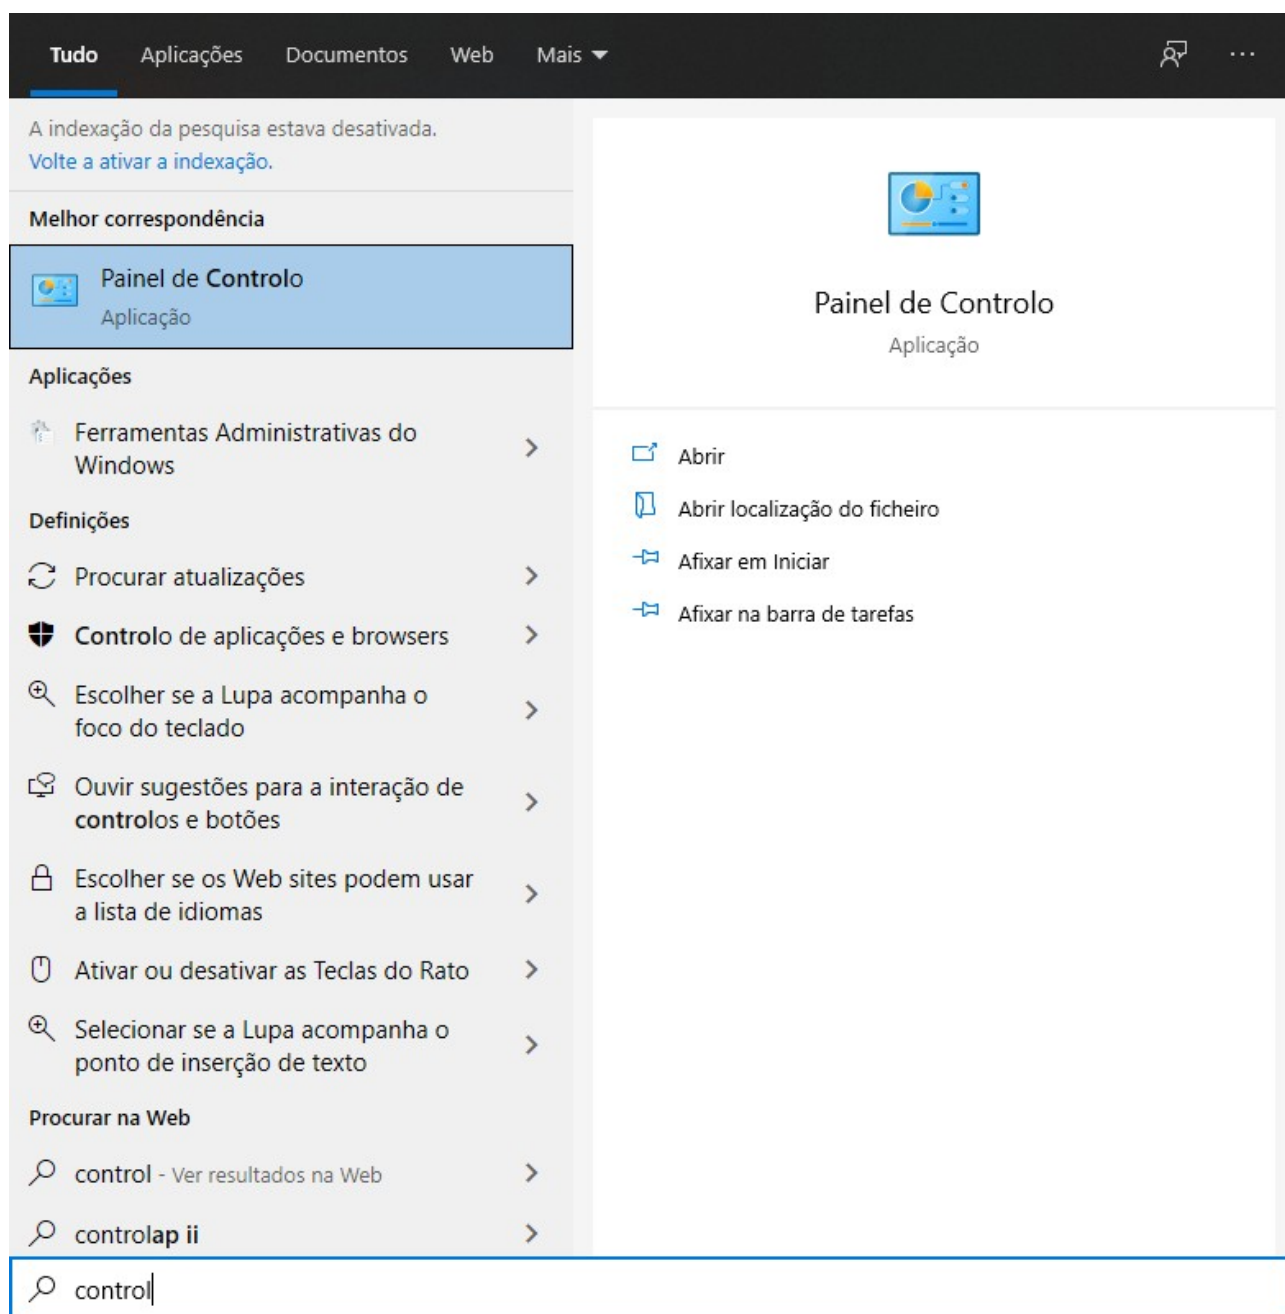 Tudo Aplicações Documentos Web Mais
A indexação da pesquisa estava desativada.
Volte a ativar a indexação.
Melhor correspondência
Painel de Controlo
Aplicação
Aplicações
Ferramentas Administrativas do
Windows
Definições
Procurar atualizações
Controlo de aplicações e browsers
Escolher se a Lupa acompanha o
foco do teclado
Ouvir sugestões para a interação de
controlos e botões
Escolher se os Web sites podem usar
a lista de idiomas
Ativar ou desativar as Teclas do Rato
Selecionar se a Lupa acompanha o
ponto de inserção de texto
Procurar na Web
control - Ver resultados na Web
controlap ii
control
Painel de Controlo
Aplicação
Abrir
Abrir localização do ficheiro
Afixar em Iniciar
Afixar na barra de tarefas